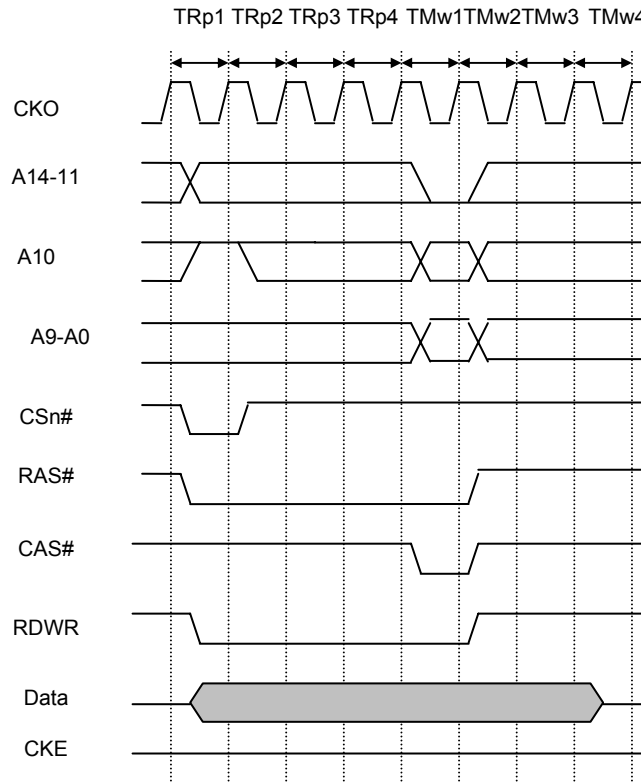 TRp1 TRp2 TRp3 TRp4 TMw1TMw2TMw3 TMw4
CKO
A14-11
A10
A9-A0
CSn#
RAS#
CAS#
RDWR
Data
CKE